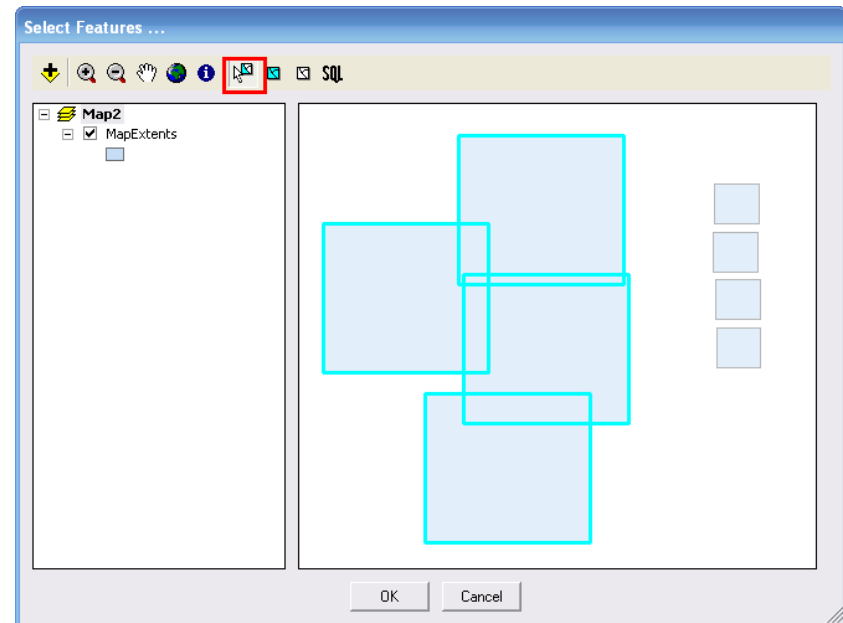 Select Features ...
SQL
Map2
MapExtents
OK
Cancel